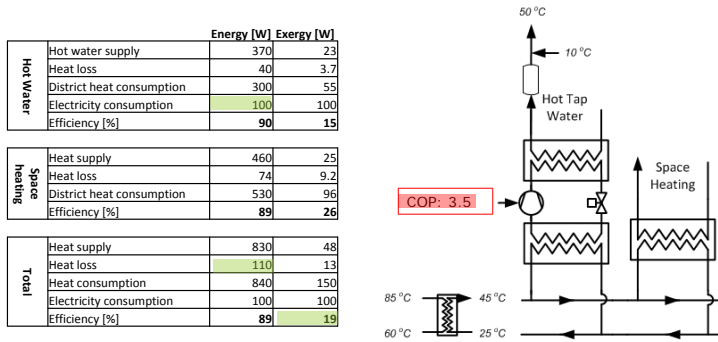 Energy [W] Exergy [W]
Hot Water
Hot water supply 370 23
Heat loss 40 3.7
District heat consumption 300 55
Electricity consumption 100 100
Efficiency [%] 90 15
Space heating
Heat supply 460 25
Heat loss 74 9.2
District heat consumption 530 96
Efficiency [%] 89 26
Total
Heat supply 830 48
Heat loss 110 13
Heat consumption 840 150
Electricity consumption 100 100
Efficiency [%] 89 19
50 °C
10 °C
Hot Tap
Water
Space
Heating
COP: 3.5
85 °C 45 °C
60 °C 25 °C